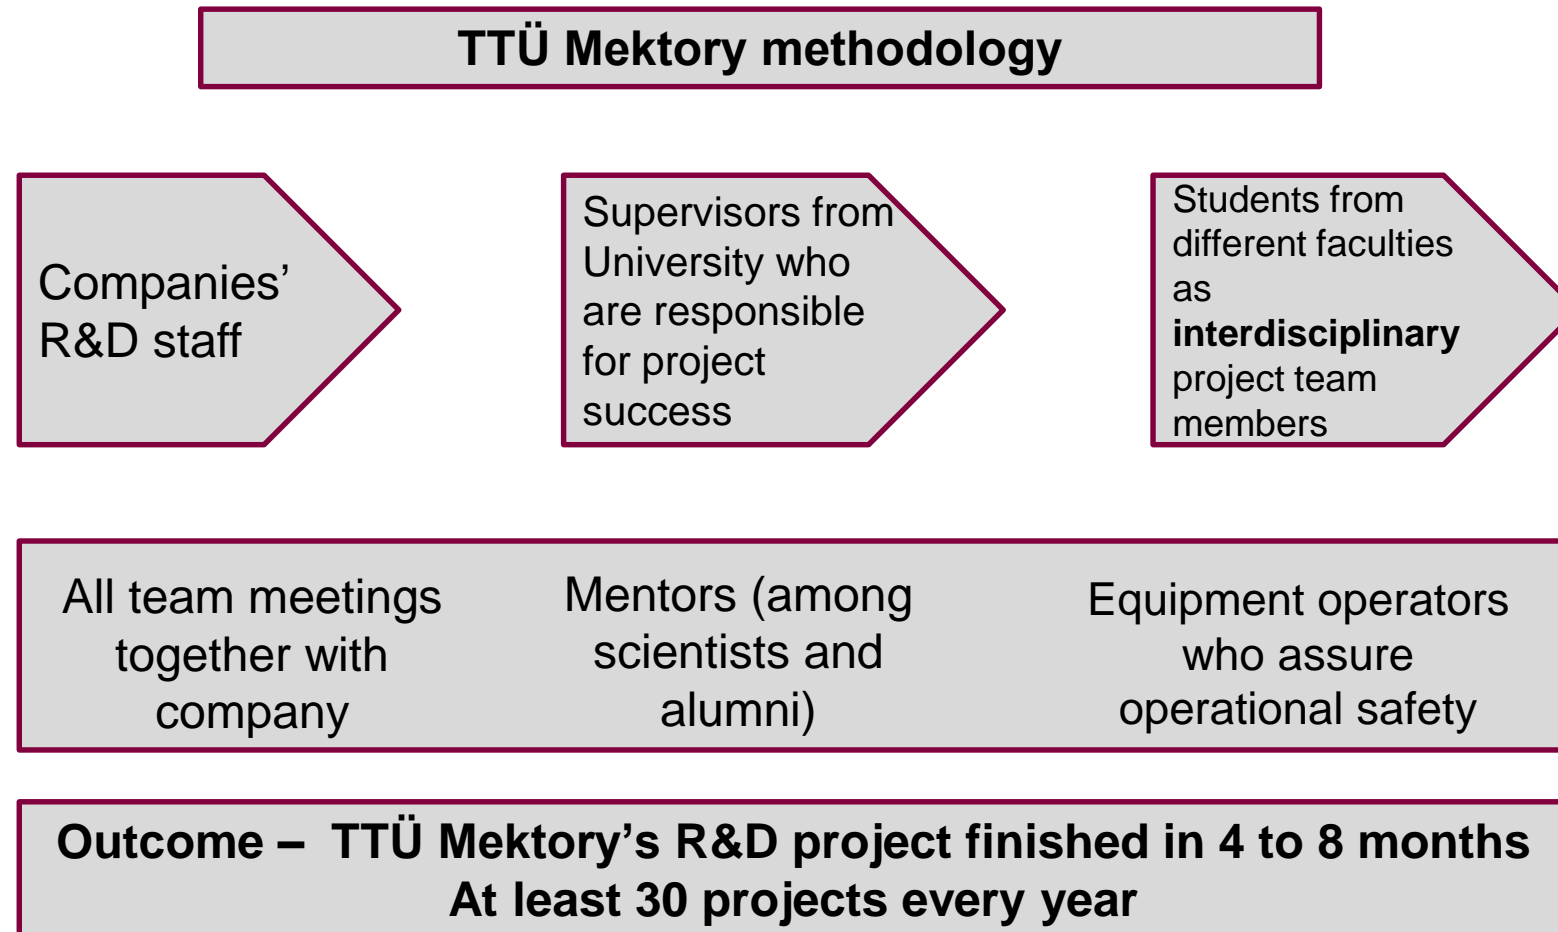 TTÜ Mektory methodology
Companies’
R&D staff
Supervisors from
University who
are responsible
for project
success
Students from
different faculties
as
interdisciplinary
project team
members
All team meetings
together with
company
Mentors (among
scientists and
alumni)
Equipment operators
who assure
operational safety
Outcome – TTÜ Mektory’s R&D project finished in 4 to 8 months
At least 30 projects every year